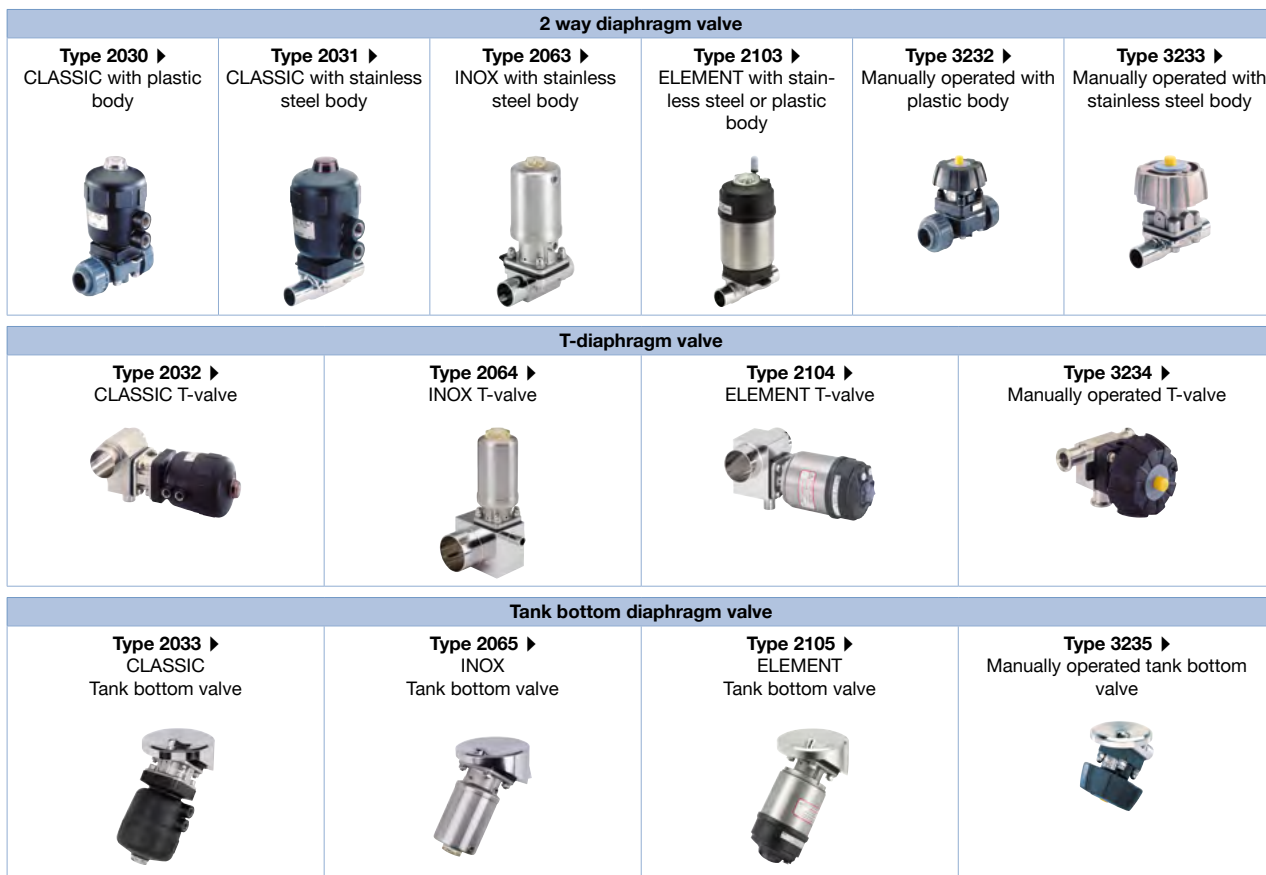 2 way diaphragm valve
Type 2030 ▶
CLASSIC with plastic
body
Type 2031 ▶
CLASSIC with stainless
steel body
Type 2063 ▶
INOX with stainless
steel body
Type 2103 ▶
ELEMENT with stain-
less steel or plastic
body
Type 3232 ▶
Manually operated with
plastic body
Type 3233 ▶
Manually operated with
stainless steel body
T-diaphragm valve
Type 2032 ▶
CLASSIC T-valve
Type 2064 ▶
INOX T-valve
Type 2104 ▶
ELEMENT T-valve
Type 3234 ▶
Manually operated T-valve
Tank bottom diaphragm valve
Type 2033 ▶
CLASSIC
Tank bottom valve
Type 2065 ▶
INOX
Tank bottom valve
Type 2105 ▶
ELEMENT
Tank bottom valve
Type 3235 ▶
Manually operated tank bottom
valve